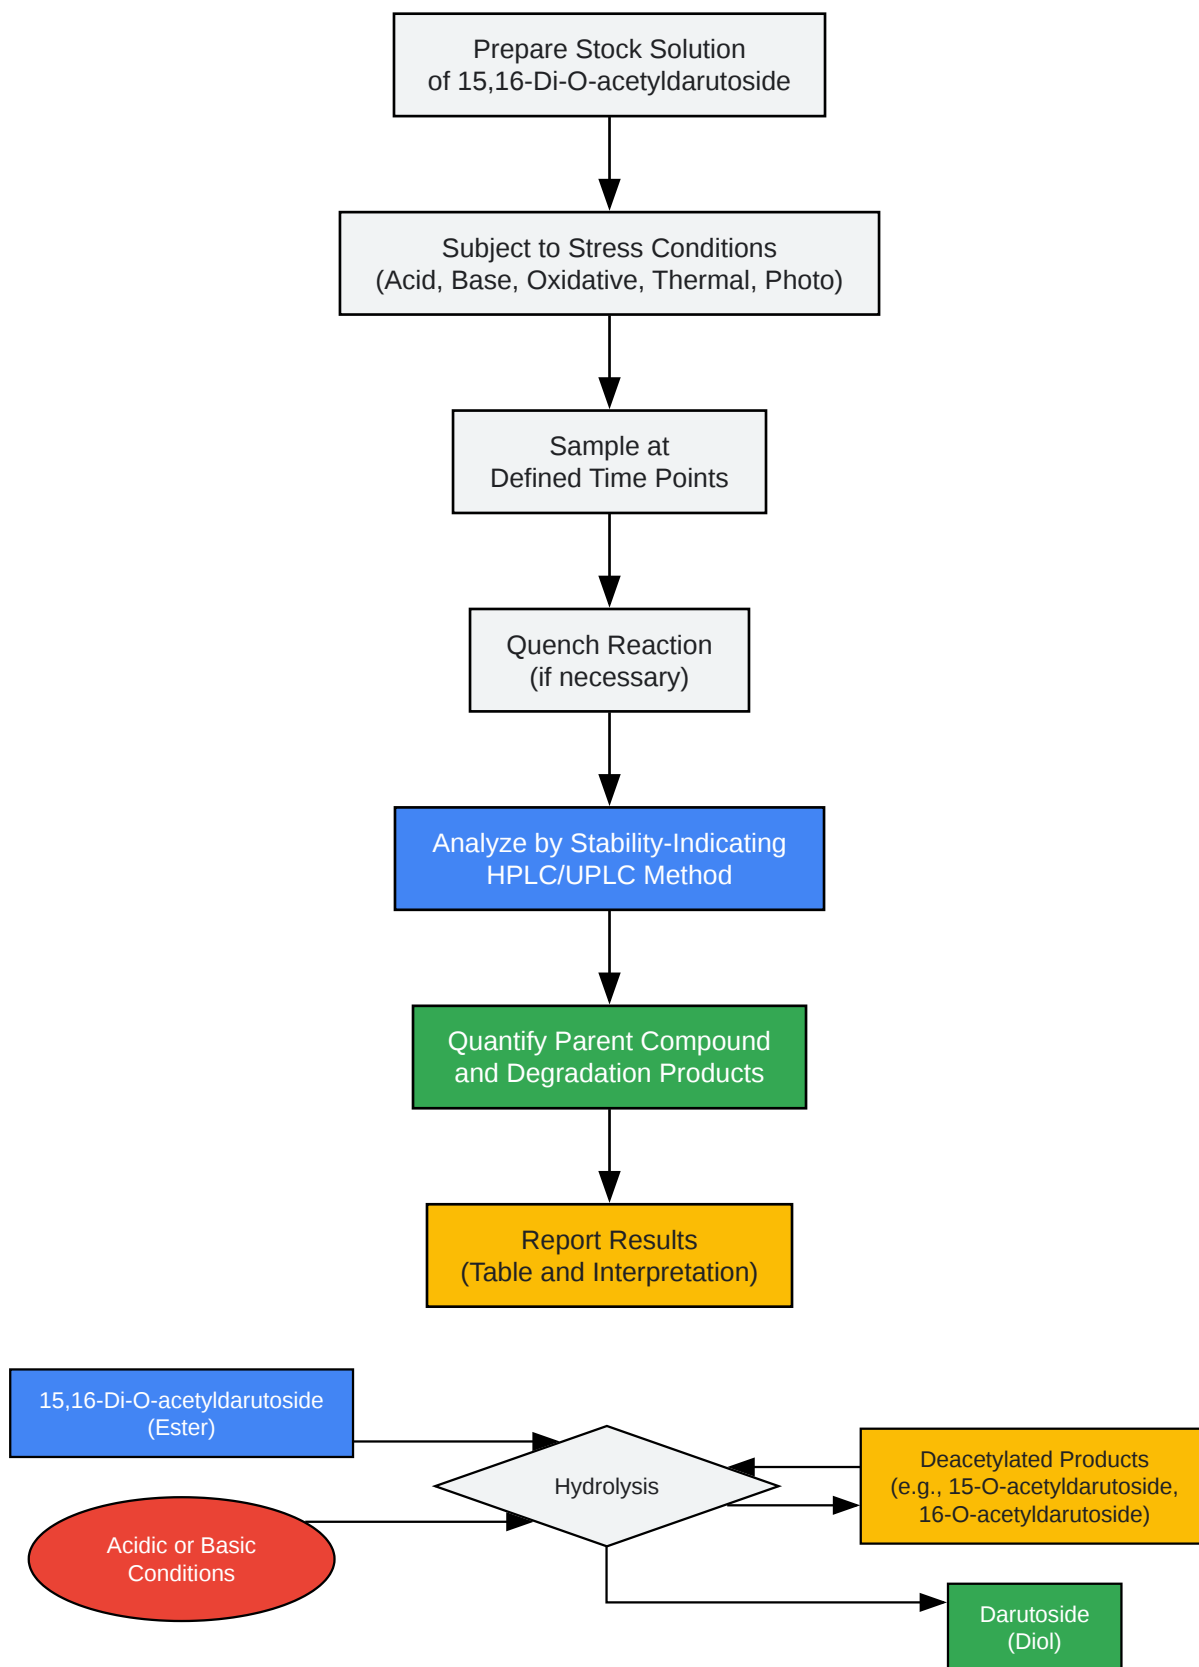 Prepare Stock Solution
of 15,16-Di-O-acetyldarutoside
Subject to Stress Conditions
(Acid, Base, Oxidative, Thermal, Photo)
Sample at
Defined Time Points
Quench Reaction
(if necessary)
Analyze by Stability-Indicating
HPLC/UPLC Method
Quantify Parent Compound
and Degradation Products
Report Results
(Table and Interpretation)
15,16-Di-O-acetyldarutoside
(Ester)
Hydrolysis
Deacetylated Products
(e.g., 15-O-acetyldarutoside,
16-O-acetyldarutoside)
Acidic or Basic
Conditions
Darutoside
(Diol)